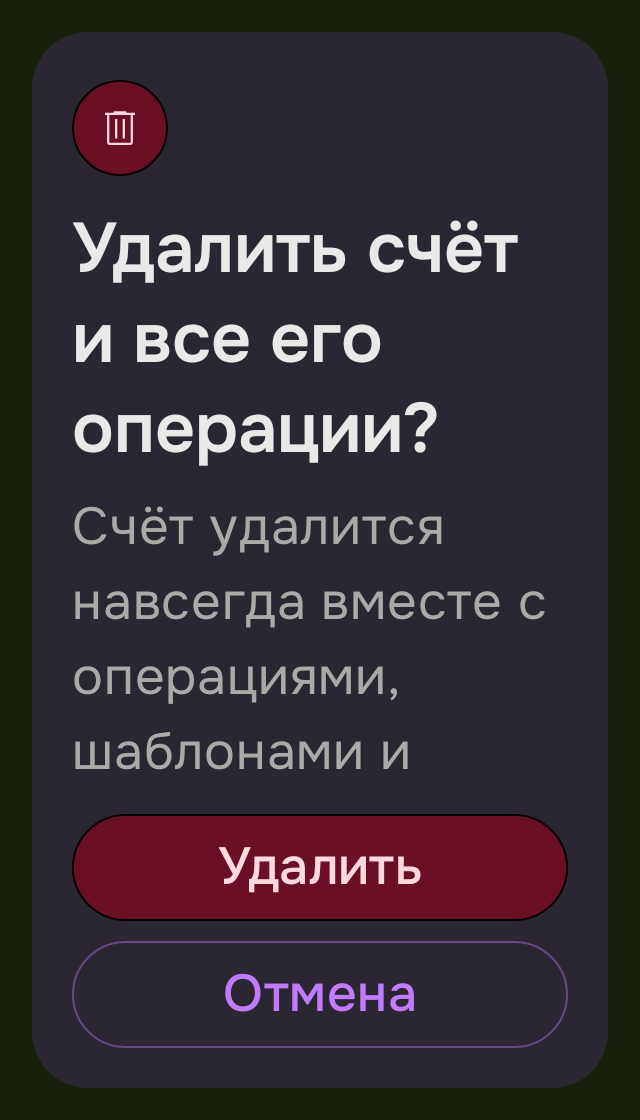 Удалить счёт
и все его
операции?
Счёт удалится
навсегда вместе с
операциями,
шаблонами и
Удалить
Отмена